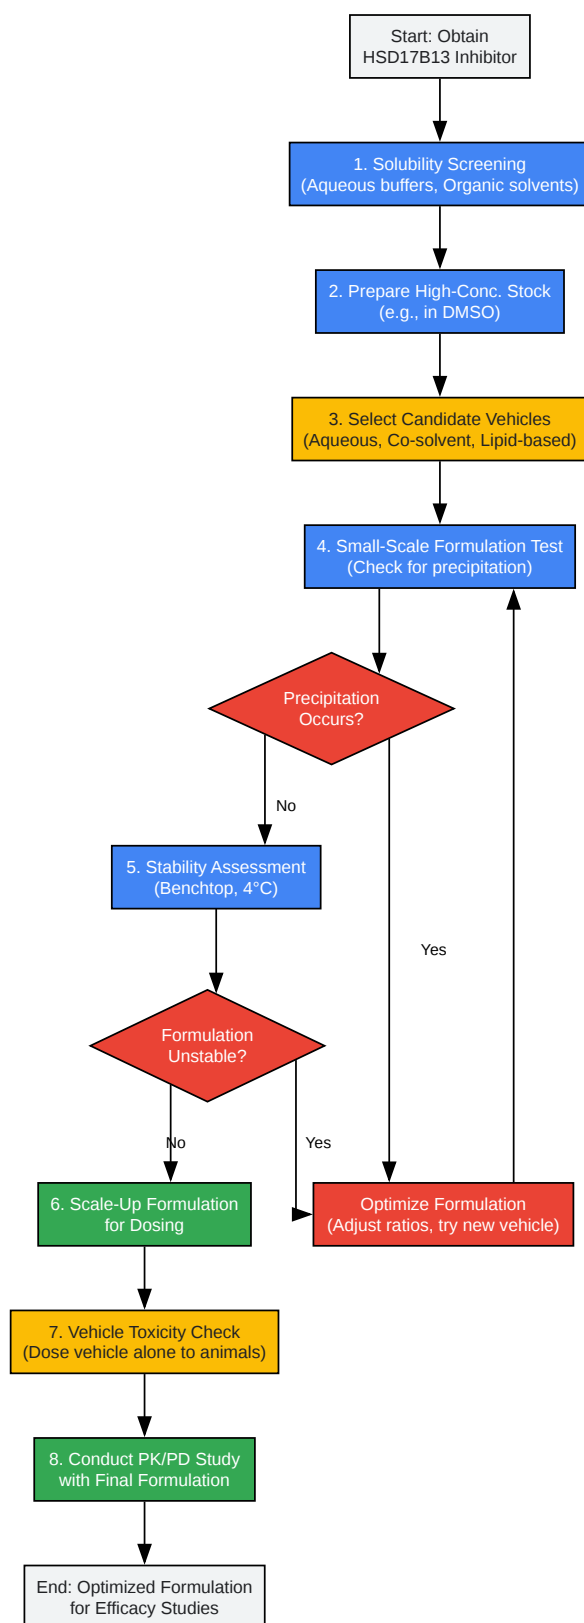 Start: Obtain
HSD17B13 Inhibitor
1. Solubility Screening
(Aqueous buffers, Organic solvents)
2. Prepare High-Conc. Stock
(e.g., in DMSO)
3. Select Candidate Vehicles
(Aqueous, Co-solvent, Lipid-based)
4. Small-Scale Formulation Test
(Check for precipitation)
Precipitation
Occurs?
No
5. Stability Assessment
(Benchtop, 4°C)
Yes
Formulation
Unstable?
No
Yes
6. Scale-Up Formulation
for Dosing
Optimize Formulation
(Adjust ratios, try new vehicle)
7. Vehicle Toxicity Check
(Dose vehicle alone to animals)
8. Conduct PK/PD Study
with Final Formulation
End: Optimized Formulation
for Efficacy Studies